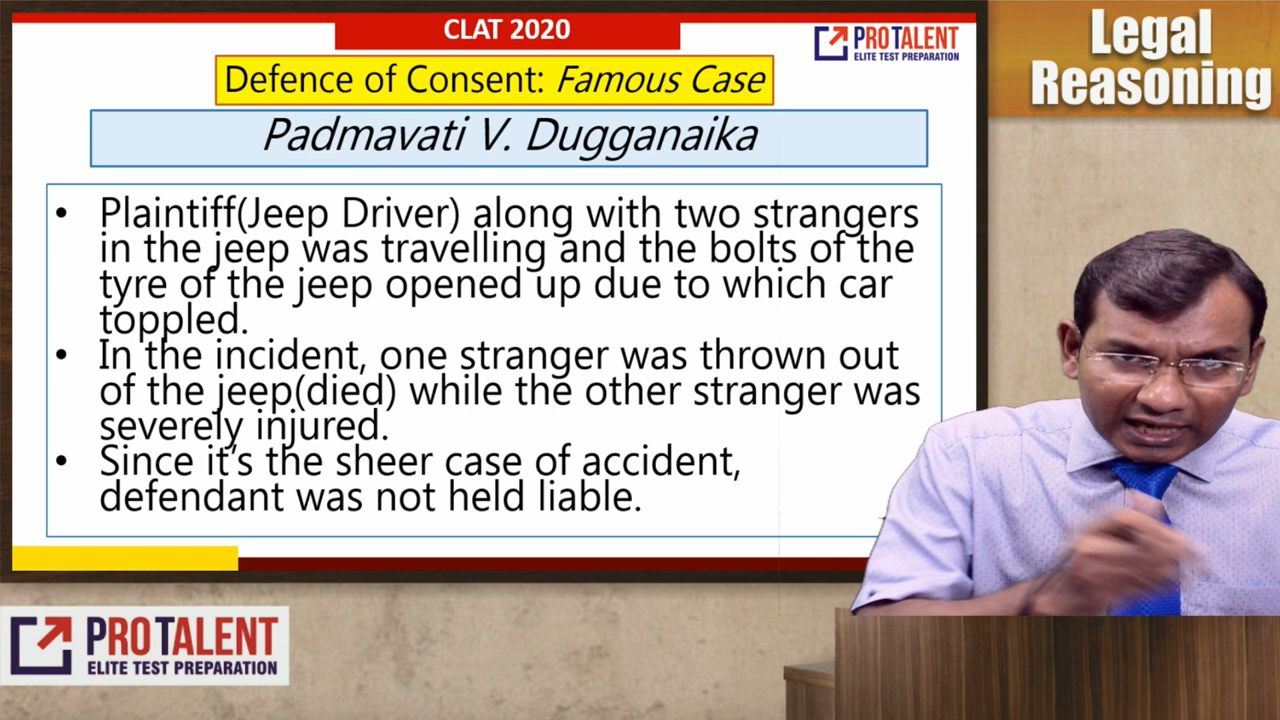 CLAT 2020
PROTALENT
ELITE TEST PREPARATION
Legal
Reasoning
Defence of Consent: Famous Case
Padmavati V. Dugganaika
• Plaintiff(Jeep Driver) along with two strangers
in the jeep was travelling and the bolts of the
tyre of the jeep opened up due to which car
toppled.
• In the incident, one stranger was thrown out
of the jeep(died) while the other stranger was
severely injured.
• Since it's the sheer case of accident,
defendant was not held liable.
PROTALENT
ELITE TEST PREPARATION